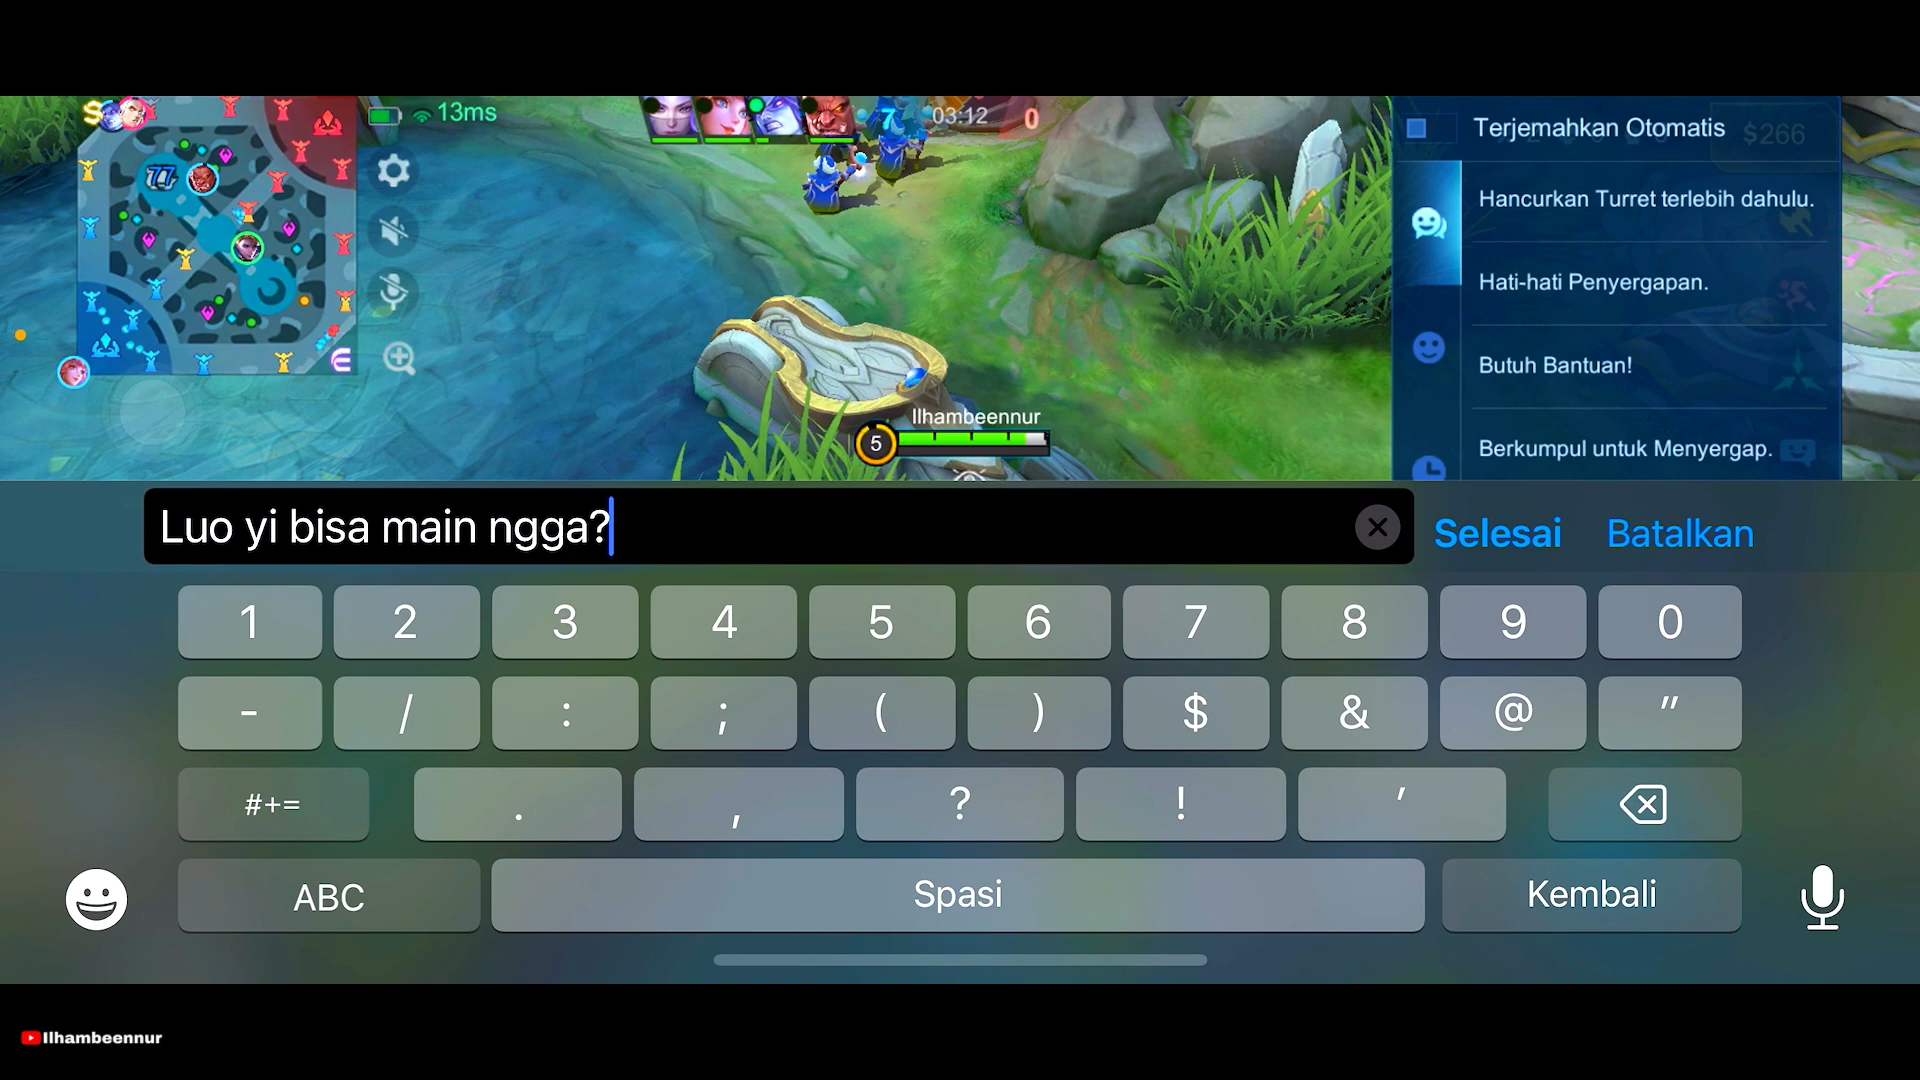 13ms
7
03:12
0
Terjemahkan Otomatis
$266
Hancurkan Turret terlebih dahulu.
Hati-hati Penyergapan.
Butuh Bantuan!
Berkumpul untuk Menyergap.
Ilhambeennur
5
Luo yi bisa main ngga?
Selesai
Batalkan
1 2 3 4 5 6 7 8 9 0
- / : ; ( ) $ & @ "
#+= . , ? ! '
ABC
Spasi
Kembali
Ilhambeennur